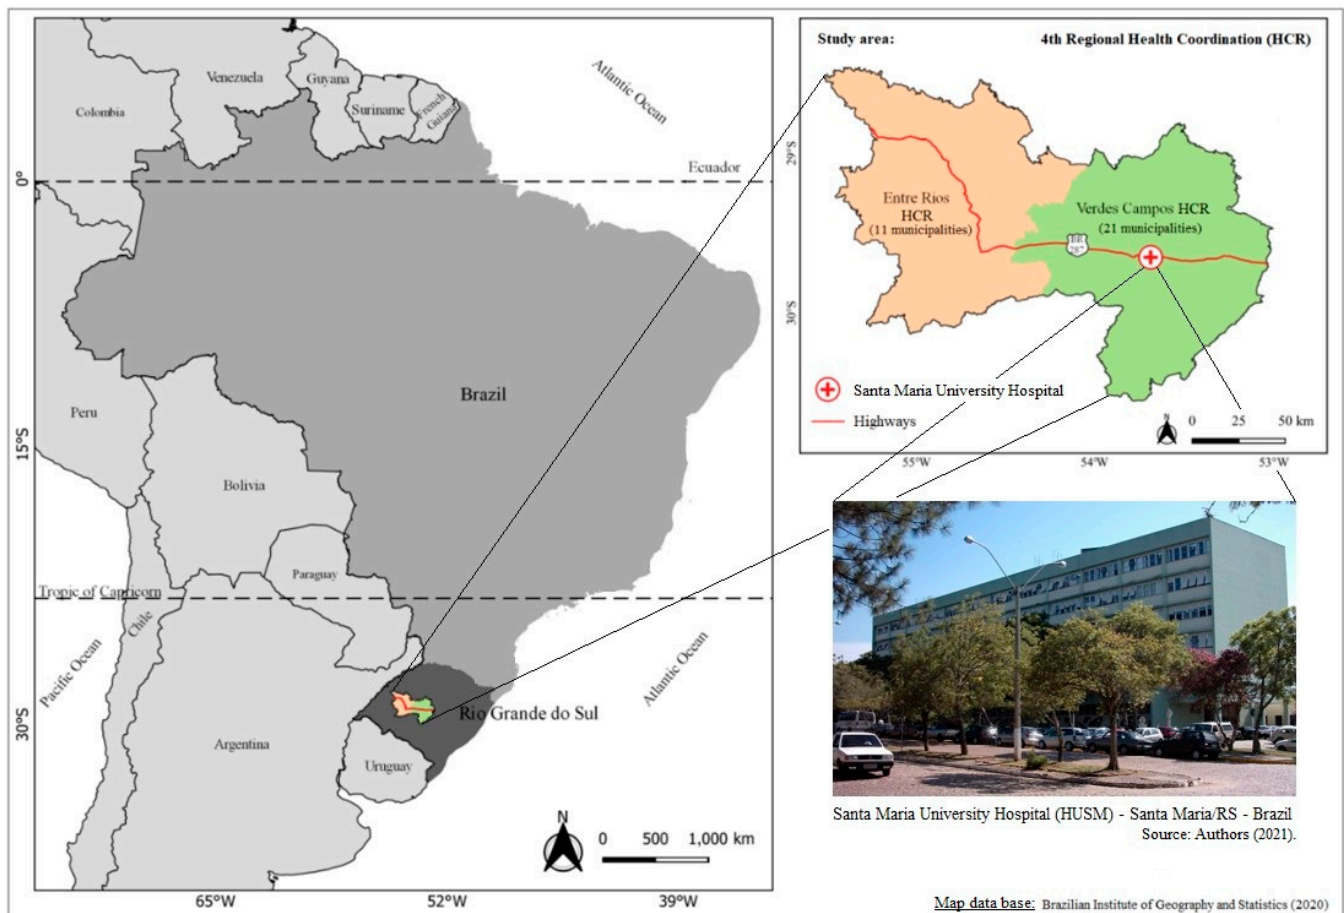 Venezuela
Guyana
Suriname
French
Guiana
Colombia
Atlantic Ocean
Ecuador
0°
Brazil
Peru
15°S
Bolivia
Paraguay
Tropic of Capricorn
Chile
Pacific Ocean
Atlantic Ocean
30°S
Rio Grande do Sul
Argentina
Uruguay
N
0 500 1,000 km
65°W 52°W 39°W
Study area: 4th Regional Health Coordination (HCR)
29°S
Entre Rios
HCR
(11 municipalities)
Verdes Campos HCR
(21 municipalities)
BR
287
30°S
Santa Maria University Hospital
Highways
N
0 25 50 km
55°W 54°W 53°W
Santa Maria University Hospital (HUSM) - Santa Maria/RS - Brazil
Source: Authors (2021).
Map data base: Brazilian Institute of Geography and Statistics (2020)